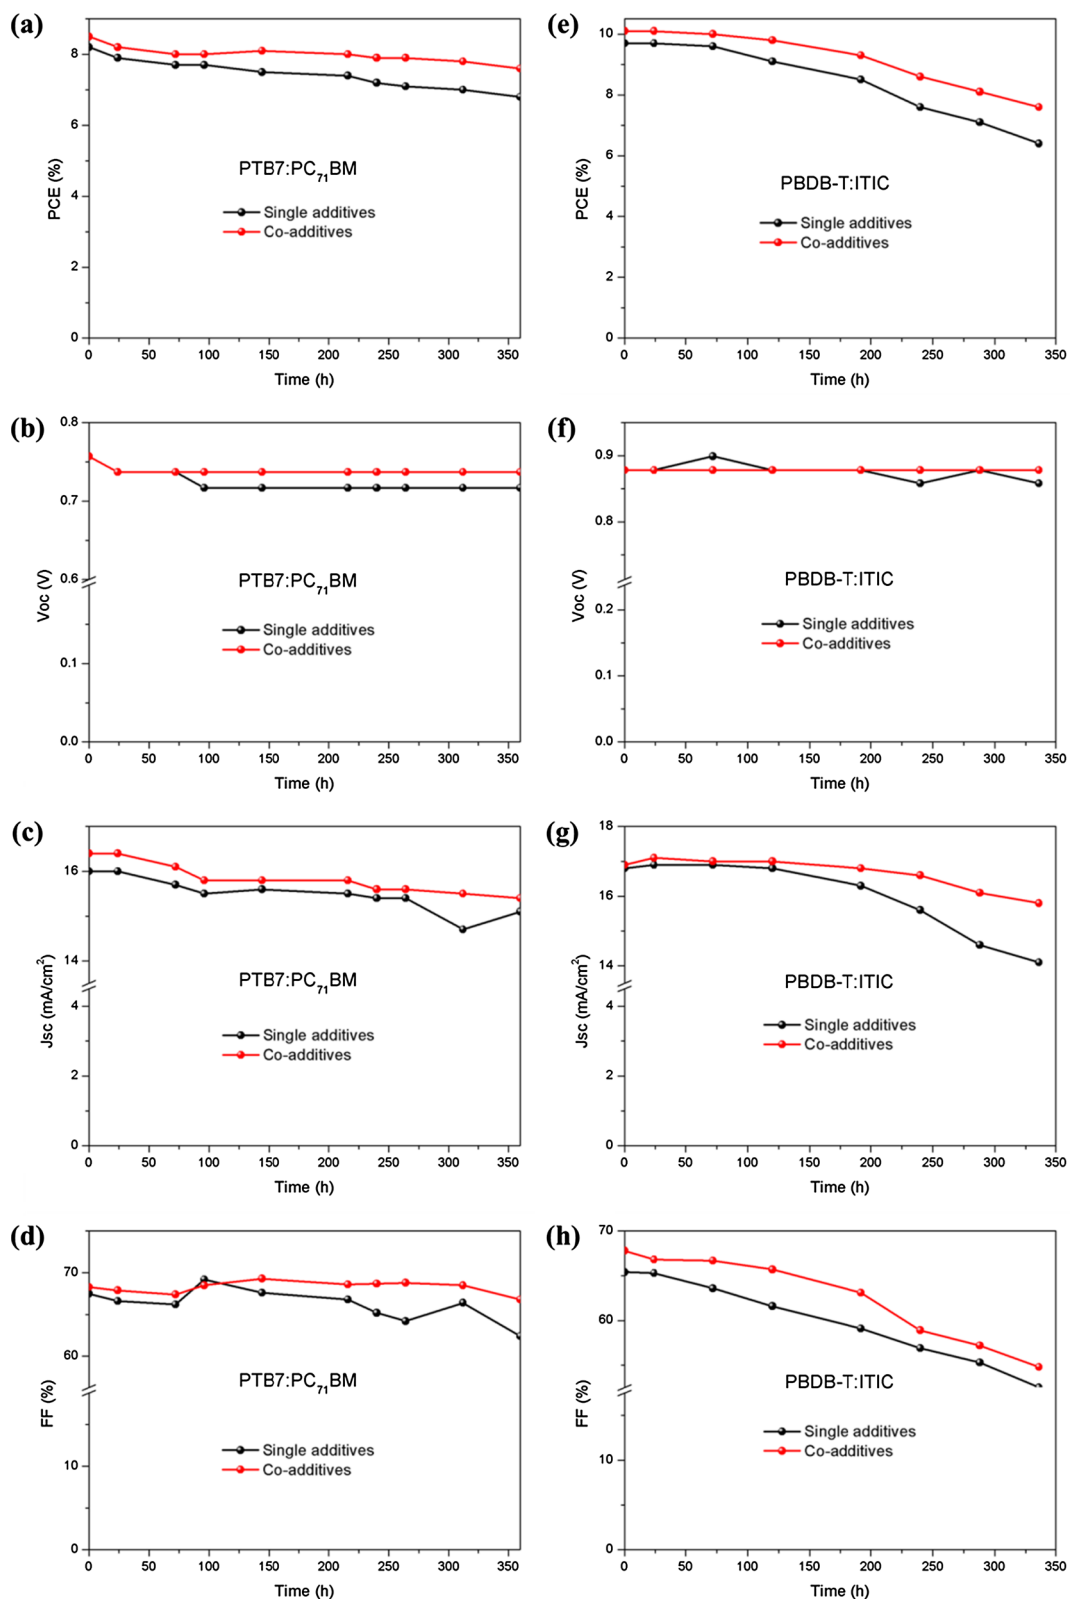 (a)
8
6
4
2
0
PCE (%)
PTB7:PC71BM
Single additives
Co-additives
0 50 100 150 200 250 300 350
Time (h)
(e)
10
8
6
4
2
0
PCE (%)
PBDB-T:ITIC
Single additives
Co-additives
0 50 100 150 200 250 300 350
Time (h)
(b)
0.8
0.7
0.6
0.1
0.0
Voc (V)
PTB7:PC71BM
Single additives
Co-additives
0 50 100 150 200 250 300 350
Time (h)
(f)
0.9
0.8
0.2
0.1
0.0
Voc (V)
PBDB-T:ITIC
Single additives
Co-additives
0 50 100 150 200 250 300 350
Time (h)
(c)
16
14
4
2
0
Jsc (mA/cm²)
PTB7:PC71BM
Single additives
Co-additives
0 50 100 150 200 250 300 350
Time (h)
(g)
18
16
14
4
2
0
Jsc (mA/cm²)
PBDB-T:ITIC
Single additives
Co-additives
0 50 100 150 200 250 300 350
Time (h)
(d)
70
60
10
0
FF (%)
PTB7:PC71BM
Single additives
Co-additives
0 50 100 150 200 250 300 350
Time (h)
(h)
70
60
10
0
FF (%)
PBDB-T:ITIC
Single additives
Co-additives
0 50 100 150 200 250 300 350
Time (h)